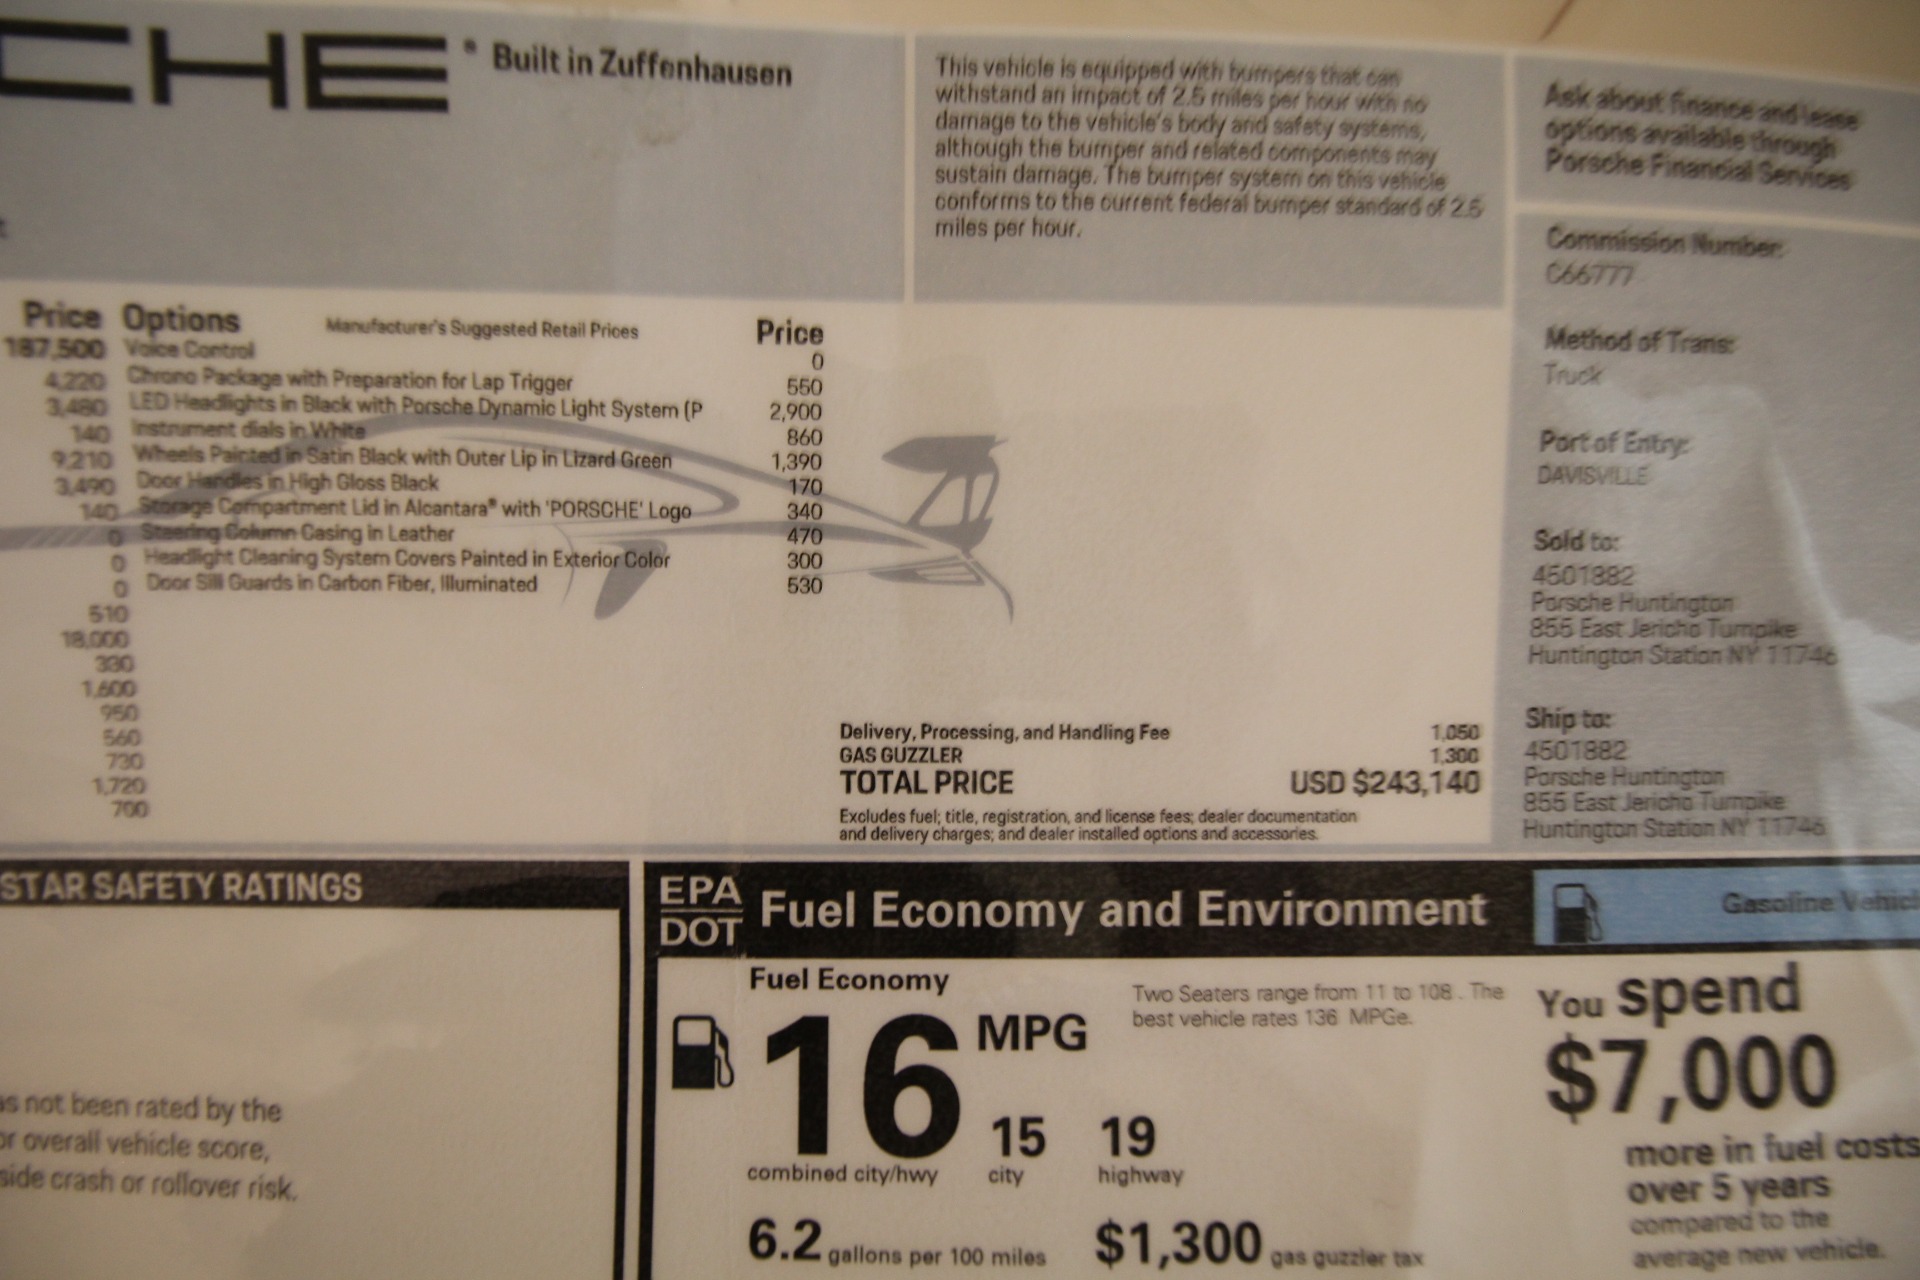 CHE® Built in Zuffenhausen
This vehicle is equipped with bumpers that can
withstand an impact of 2.5 miles per hour with no
damage to the vehicle's body and safety systems,
although the bumper and related components may
sustain damage. The bumper system on this vehicle
conforms to the current federal bumper standard of 2.5
miles per hour.
Ask about finance and lease
options available through
Porsche Financial Services
Commission Number:
C66777
Method of Trans:
Truck
Port of Entry:
DAVISVILLE
Sold to:
4501882
Porsche Huntington
855 East Jericho Turnpike
Huntington Station NY 11746
Ship to:
4501882
Porsche Huntington
855 East Jericho Turnpike
Huntington Station NY 11746
Price Options Manufacturer's Suggested Retail Prices Price
187,500 Voice Control 0
4,220 Chrono Package with Preparation for Lap Trigger 550
3,480 LED Headlights in Black with Porsche Dynamic Light System (P 2,900
140 Instrument dials in White 860
9,210 Wheels Painted in Satin Black with Outer Lip in Lizard Green 1,390
3,490 Door Handles in High Gloss Black 170
140 Storage Compartment Lid in Alcantara® with 'PORSCHE' Logo 340
0 Steering Column Casing in Leather 470
0 Headlight Cleaning System Covers Painted in Exterior Color 300
0 Door Sill Guards in Carbon Fiber, Illuminated 530
510
18,000
330
1,600
950
560
730
1,720
700
Delivery, Processing, and Handling Fee 1,050
GAS GUZZLER 1,300
TOTAL PRICE USD $243,140
Excludes fuel; title, registration, and license fees; dealer documentation
and delivery charges; and dealer installed options and accessories.
STAR SAFETY RATINGS
as not been rated by the
or overall vehicle score,
side crash or rollover risk.
EPA
DOT
Fuel Economy and Environment
Gasoline Vehicl
Fuel Economy
16 MPG
combined city/hwy
15
city
19
highway
Two Seaters range from 11 to 108 . The
best vehicle rates 136 MPGe.
6.2 gallons per 100 miles
$1,300 gas guzzler tax
You spend
$7,000
more in fuel costs
over 5 years
compared to the
average new vehicle.